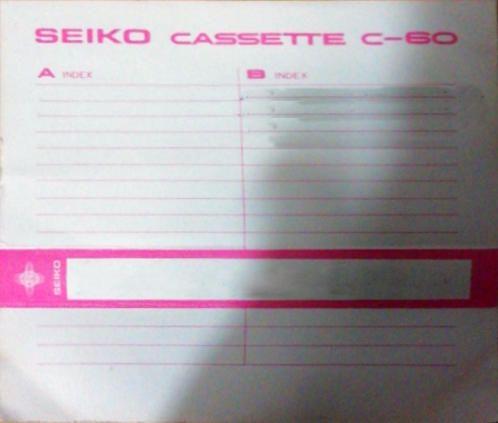 SEIKO CASSETTE C-60
A INDEX B INDEX
SEIKO